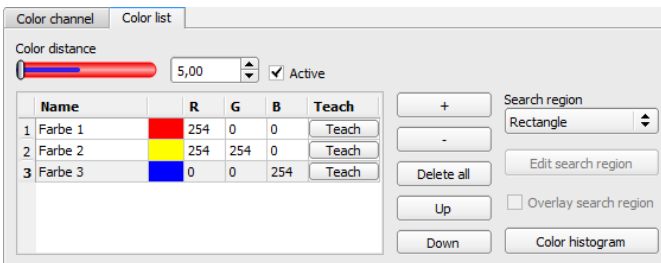 Color channel Color list
Color distance
5,00 Active
Name R G B Teach
1 Farbe 1 254 0 0 Teach
2 Farbe 2 254 254 0 Teach
3 Farbe 3 0 0 254 Teach
+
-
Delete all
Up
Down
Search region
Rectangle
Edit search region
Overlay search region
Color histogram